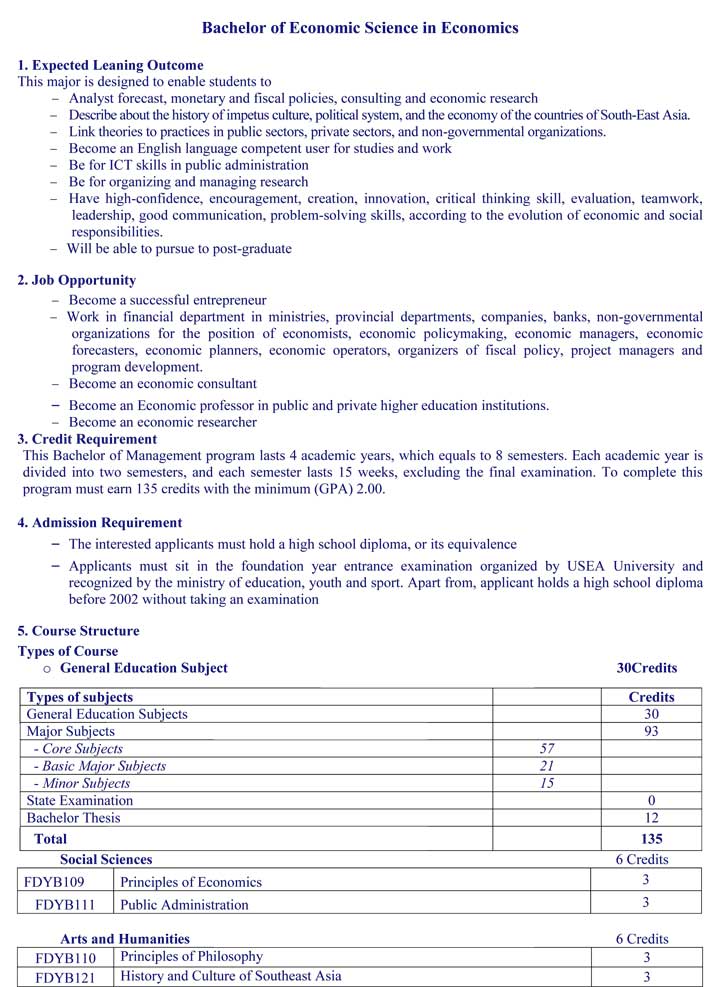 Bachelor of Economic Science in Economics
1. Expected Leaning Outcome
This major is designed to enable students to
– Analyst forecast, monetary and fiscal policies, consulting and economic research
– Describe about the history of impetus culture, political system, and the economy of the countries of South-East Asia.
– Link theories to practices in public sectors, private sectors, and non-governmental organizations.
– Become an English language competent user for studies and work
– Be for ICT skills in public administration
– Be for organizing and managing research
– Have high-confidence, encouragement, creation, innovation, critical thinking skill, evaluation, teamwork,
leadership, good communication, problem-solving skills, according to the evolution of economic and social
responsibilities.
– Will be able to pursue to post-graduate
2. Job Opportunity
– Become a successful entrepreneur
– Work in financial department in ministries, provincial departments, companies, banks, non-governmental
organizations for the position of economists, economic policymaking, economic managers, economic
forecasters, economic planners, economic operators, organizers of fiscal policy, project managers and
program development.
– Become an economic consultant
– Become an Economic professor in public and private higher education institutions.
– Become an economic researcher
3. Credit Requirement
This Bachelor of Management program lasts 4 academic years, which equals to 8 semesters. Each academic year is
divided into two semesters, and each semester lasts 15 weeks, excluding the final examination. To complete this
program must earn 135 credits with the minimum (GPA) 2.00.
4. Admission Requirement
– The interested applicants must hold a high school diploma, or its equivalence
– Applicants must sit in the foundation year entrance examination organized by USEA University and
recognized by the ministry of education, youth and sport. Apart from, applicant holds a high school diploma
before 2002 without taking an examination
5. Course Structure
Types of Course
o General Education Subject 30Credits
Types of subjects Credits
General Education Subjects 30
Major Subjects 93
- Core Subjects 57
- Basic Major Subjects 21
- Minor Subjects 15
State Examination 0
Bachelor Thesis 12
Total 135
Social Sciences 6 Credits
FDYB109 Principles of Economics 3
FDYB111 Public Administration 3
Arts and Humanities 6 Credits
FDYB110 Principles of Philosophy 3
FDYB121 History and Culture of Southeast Asia 3